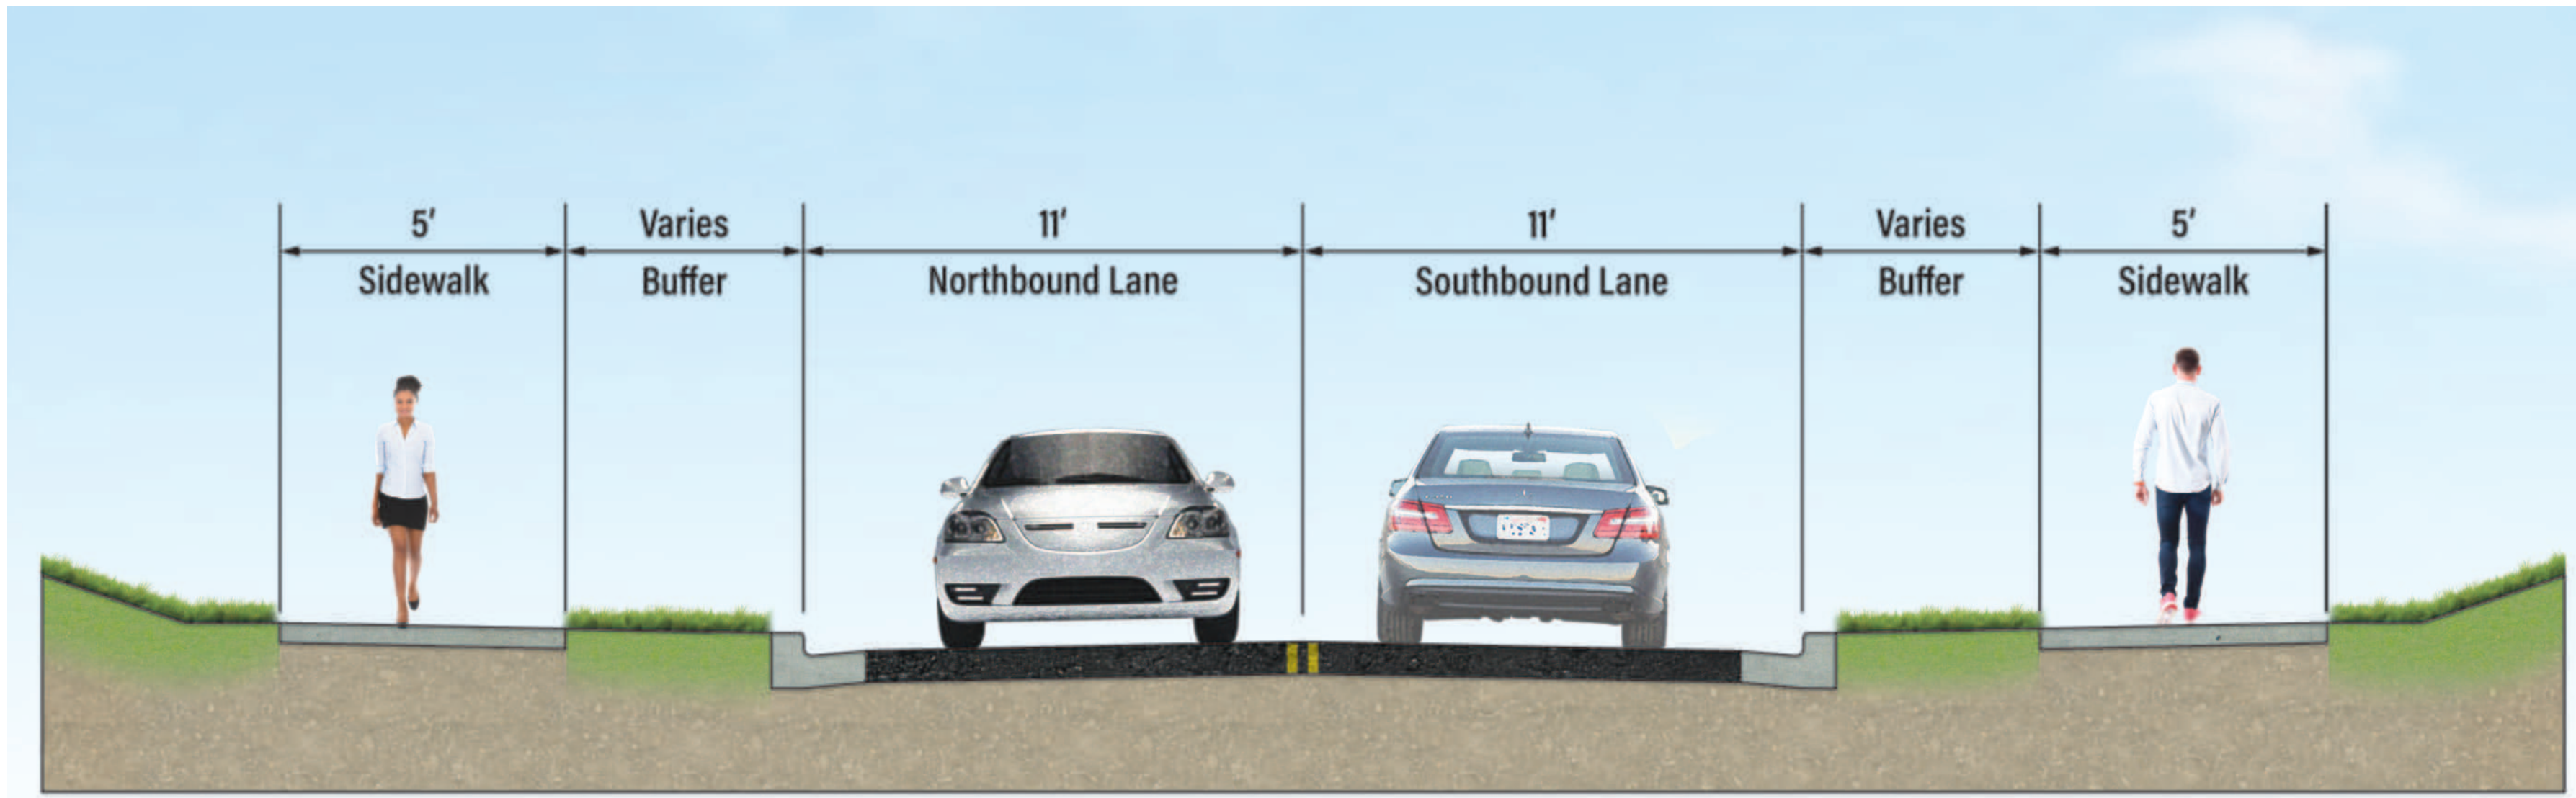 5' Varies 11' 11' Varies 5'
Sidewalk Buffer Northbound Lane Southbound Lane Buffer Sidewalk